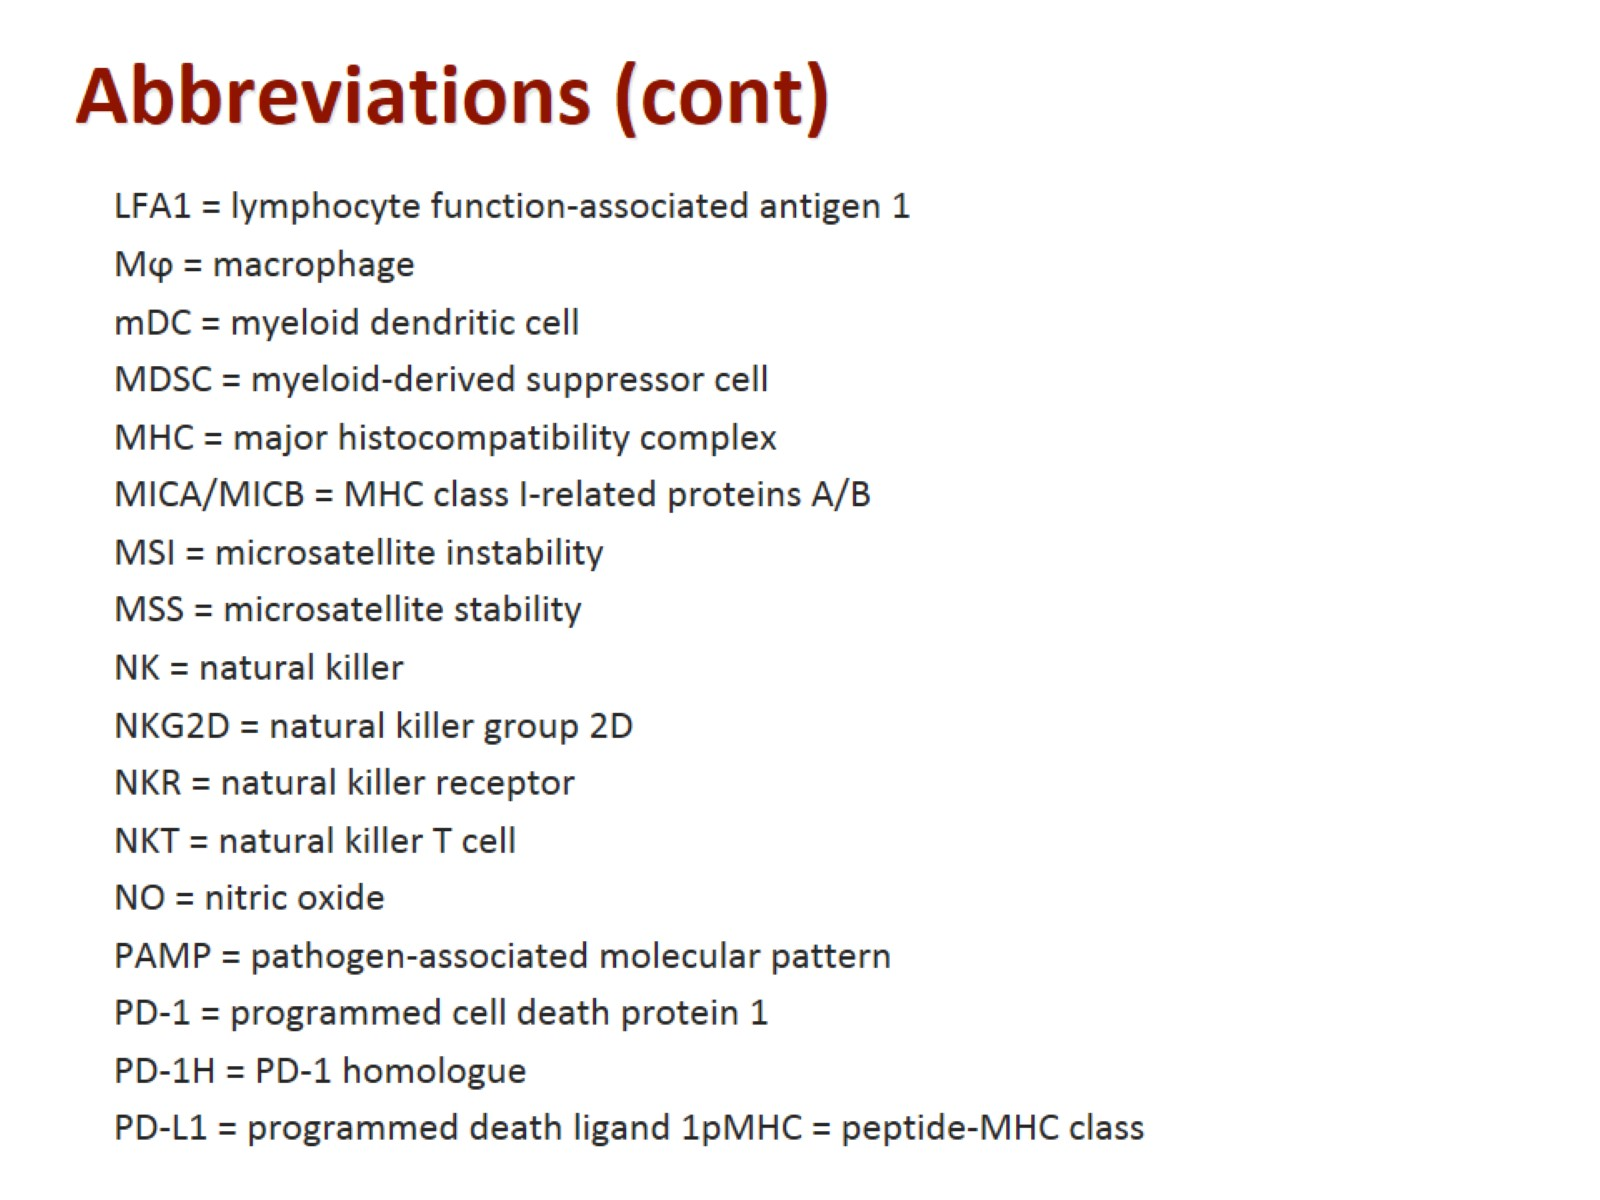 Abbreviations (cont)
LFA1 = lymphocyte function-associated antigen 1
Mφ = macrophage
mDC = myeloid dendritic cell
MDSC = myeloid-derived suppressor cell
MHC = major histocompatibility complex
MICA/MICB = MHC class I-related proteins A/B
MSI = microsatellite instability
MSS = microsatellite stability
NK = natural killer
NKG2D = natural killer group 2D
NKR = natural killer receptor
NKT = natural killer T cell
NO = nitric oxide
PAMP = pathogen-associated molecular pattern
PD-1 = programmed cell death protein 1
PD-1H = PD-1 homologue
PD-L1 = programmed death ligand 1pMHC = peptide-MHC class